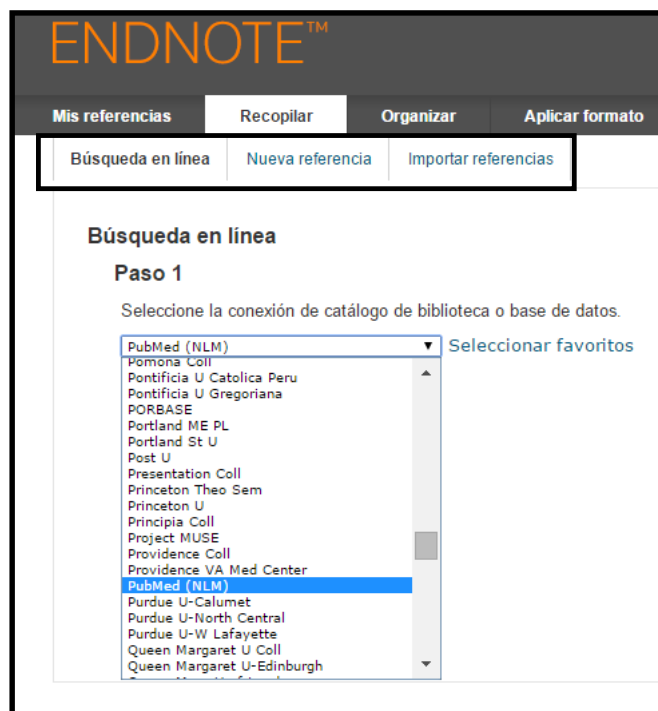 ENDNOTE™
Mis referencias Recopilar Organizar Aplicar formato
Búsqueda en línea Nueva referencia Importar referencias
Búsqueda en línea
Paso 1
Seleccione la conexión de catálogo de biblioteca o base de datos.
PubMed (NLM) ▼ Seleccionar favoritos
Pomona Coll
Pontificia U Catolica Peru
Pontificia U Gregoriana
PORBASE
Portland ME PL
Portland St U
Post U
Presentation Coll
Princeton Theo Sem
Princeton U
Principia Coll
Project MUSE
Providence Coll
Providence VA Med Center
PubMed (NLM)
Purdue U-Calumet
Purdue U-North Central
Purdue U-W Lafayette
Queen Margaret U Coll
Queen Margaret U-Edinburgh